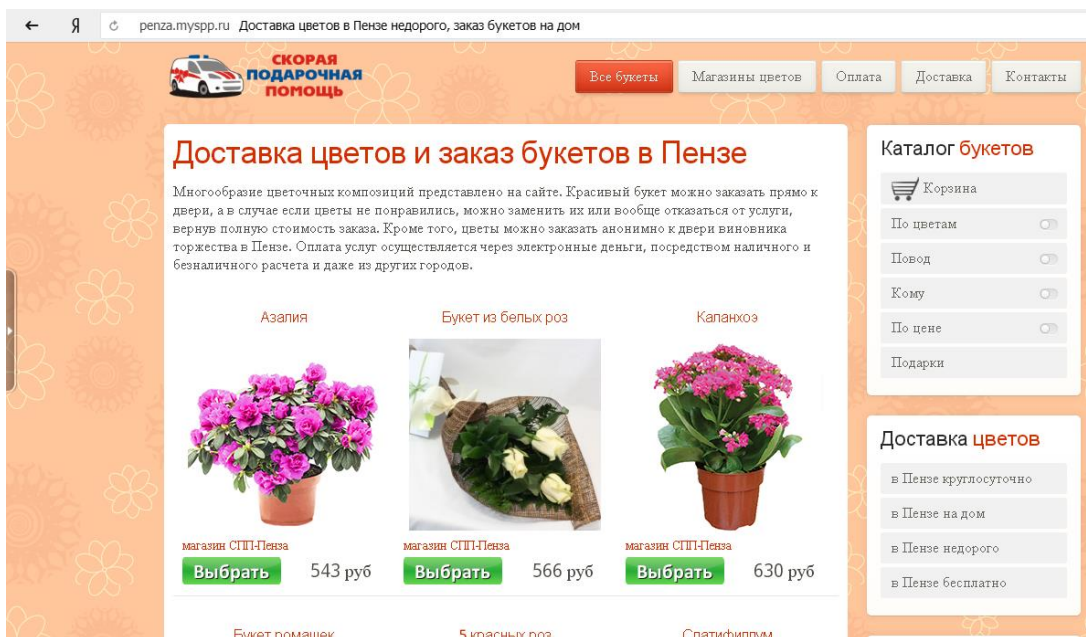 penza.myspp.ru Доставка цветов в Пензе недорого, заказ букетов на дом
СКОРАЯ
ПОДАРОЧНАЯ
ПОМОЩЬ
Все букеты Магазины цветов Оплата Доставка Контакты
Доставка цветов и заказ букетов в Пензе
Многообразие цветочных композиций представлено на сайте. Красивый букет можно заказать прямо к
двери, а в случае если цветы не понравились, можно заменить их или вообще отказаться от услуги,
вернув полную стоимость заказа. Кроме того, цветы можно заказать анонимно к двери виновника
торжества в Пензе. Оплата услуг осуществляется через электронные деньги, посредством наличного и
безналичного расчета и даже из других городов.
Азалия Букет из белых роз Каланхоэ
магазин СПП-Пенза магазин СПП-Пенза магазин СПП-Пенза
Выбрать 543 руб Выбрать 566 руб Выбрать 630 руб
Букет ромашек 5 красных роз Спатифиллум
Каталог букетов
Корзина
По цветам
Повод
Кому
По цене
Подарки
Доставка цветов
в Пензе круглосуточно
в Пензе на дом
в Пензе недорого
в Пензе бесплатно